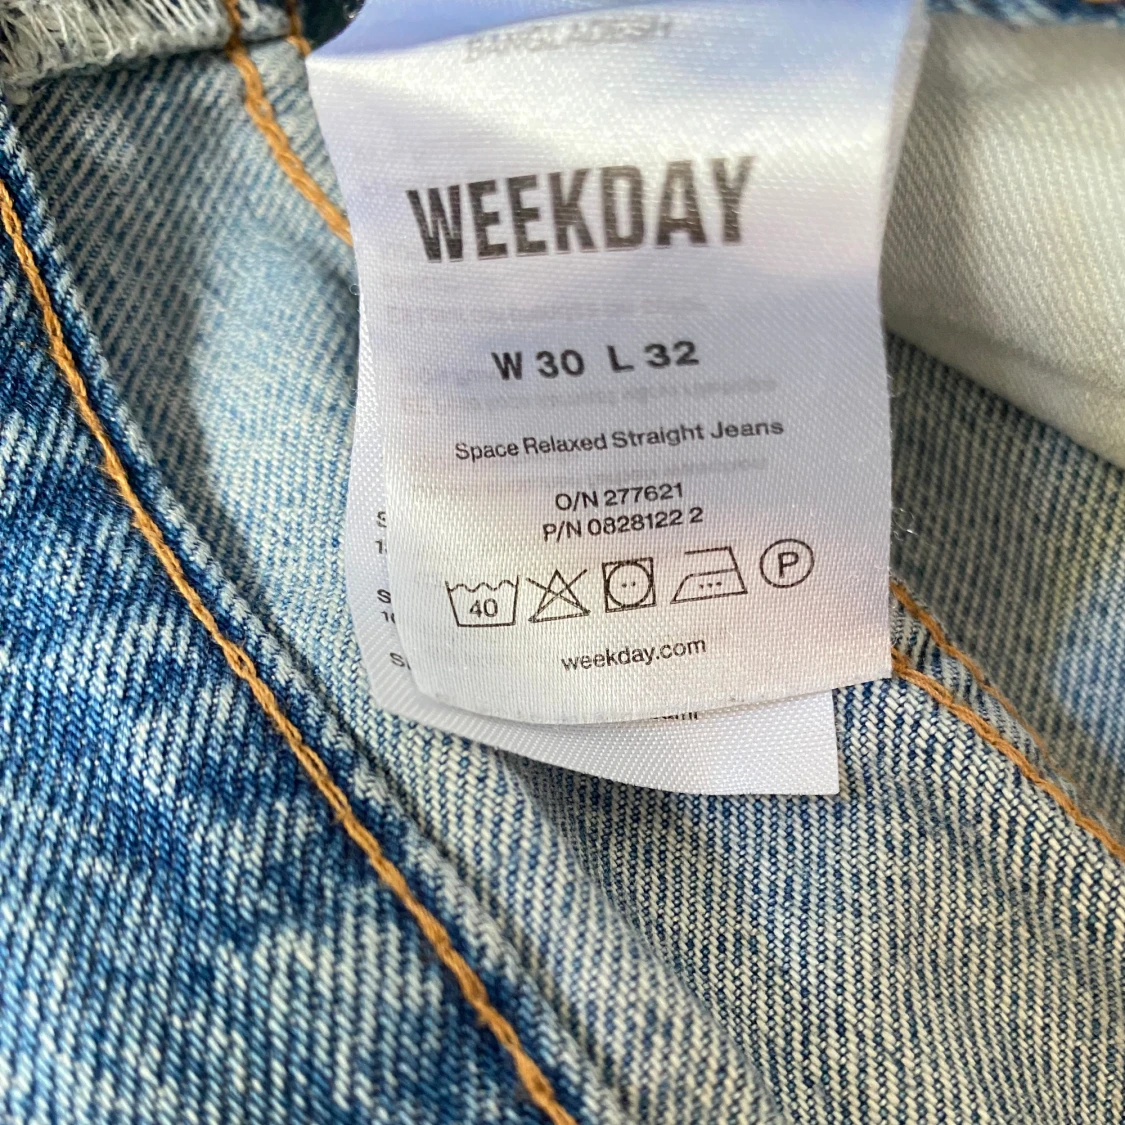 BANGLADESH
WEEKDAY
W 30 L 32
Space Relaxed Straight Jeans
O/N 277621
P/N 0828122 2
40
P
weekday.com